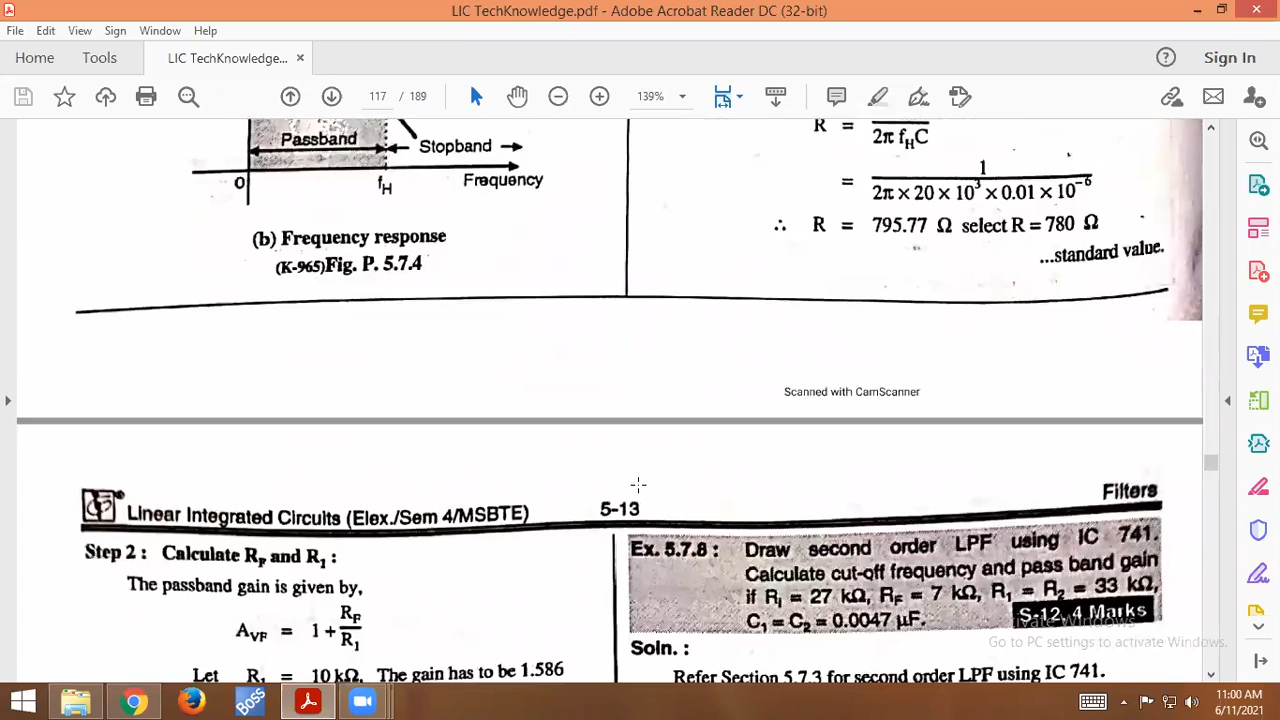 LIC TechKnowledge.pdf - Adobe Acrobat Reader DC (32-bit)
File Edit View Sign Window Help
Home Tools LIC TechKnowledge... × Sign In
117 / 189 139%
Passband
Stopband
0 fH Frequency
(b) Frequency response
(K-965)Fig. P. 5.7.4
R = 2π fHC
= 1 / 2π × 20 × 10³ × 0.01 × 10⁻⁶
∴ R = 795.77 Ω select R = 780 Ω
...standard value.
Scanned with CamScanner
Linear Integrated Circuits (Elex./Sem 4/MSBTE) 5-13 Filters
Step 2 : Calculate RF and R1 :
The passband gain is given by,
AVF = 1 + RF / R1
Let R1 = 10 kΩ. The gain has to be 1.586
Ex. 5.7.8 : Draw second order LPF using IC 741.
Calculate cut-off frequency and pass band gain
if Ri = 27 kΩ, RF = 7 kΩ, R1 = R2 = 33 kΩ,
C1 = C2 = 0.0047 μF. S-12, 4 Marks
Soln. :
Refer Section 5.7.3 for second order LPF using IC 741.
Activate Windows
Go to PC settings to activate Windows.
BOSS
11:00 AM
6/11/2021